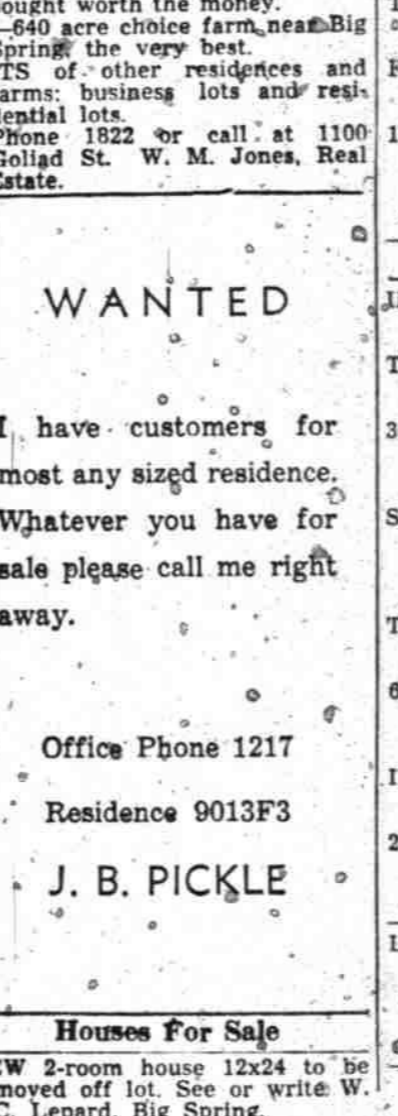 ought worth the money.
—640 acre choice farm near Big
Spring, the very best.
TS of other residences and
arms: business lots and resi-
dential lots.
Phone 1822 or call at 1100
Goliad St. W. M. Jones, Real
Estate.
WANTED
I have customers for
most any sized residence.
Whatever you have for
sale please call me right
away.
Office Phone 1217
Residence 9013F3
J. B. PICKLE
Houses For Sale
EW 2-room house 12x24 to be
moved off lot. See or write W.
C. Lepard, Big Spring.